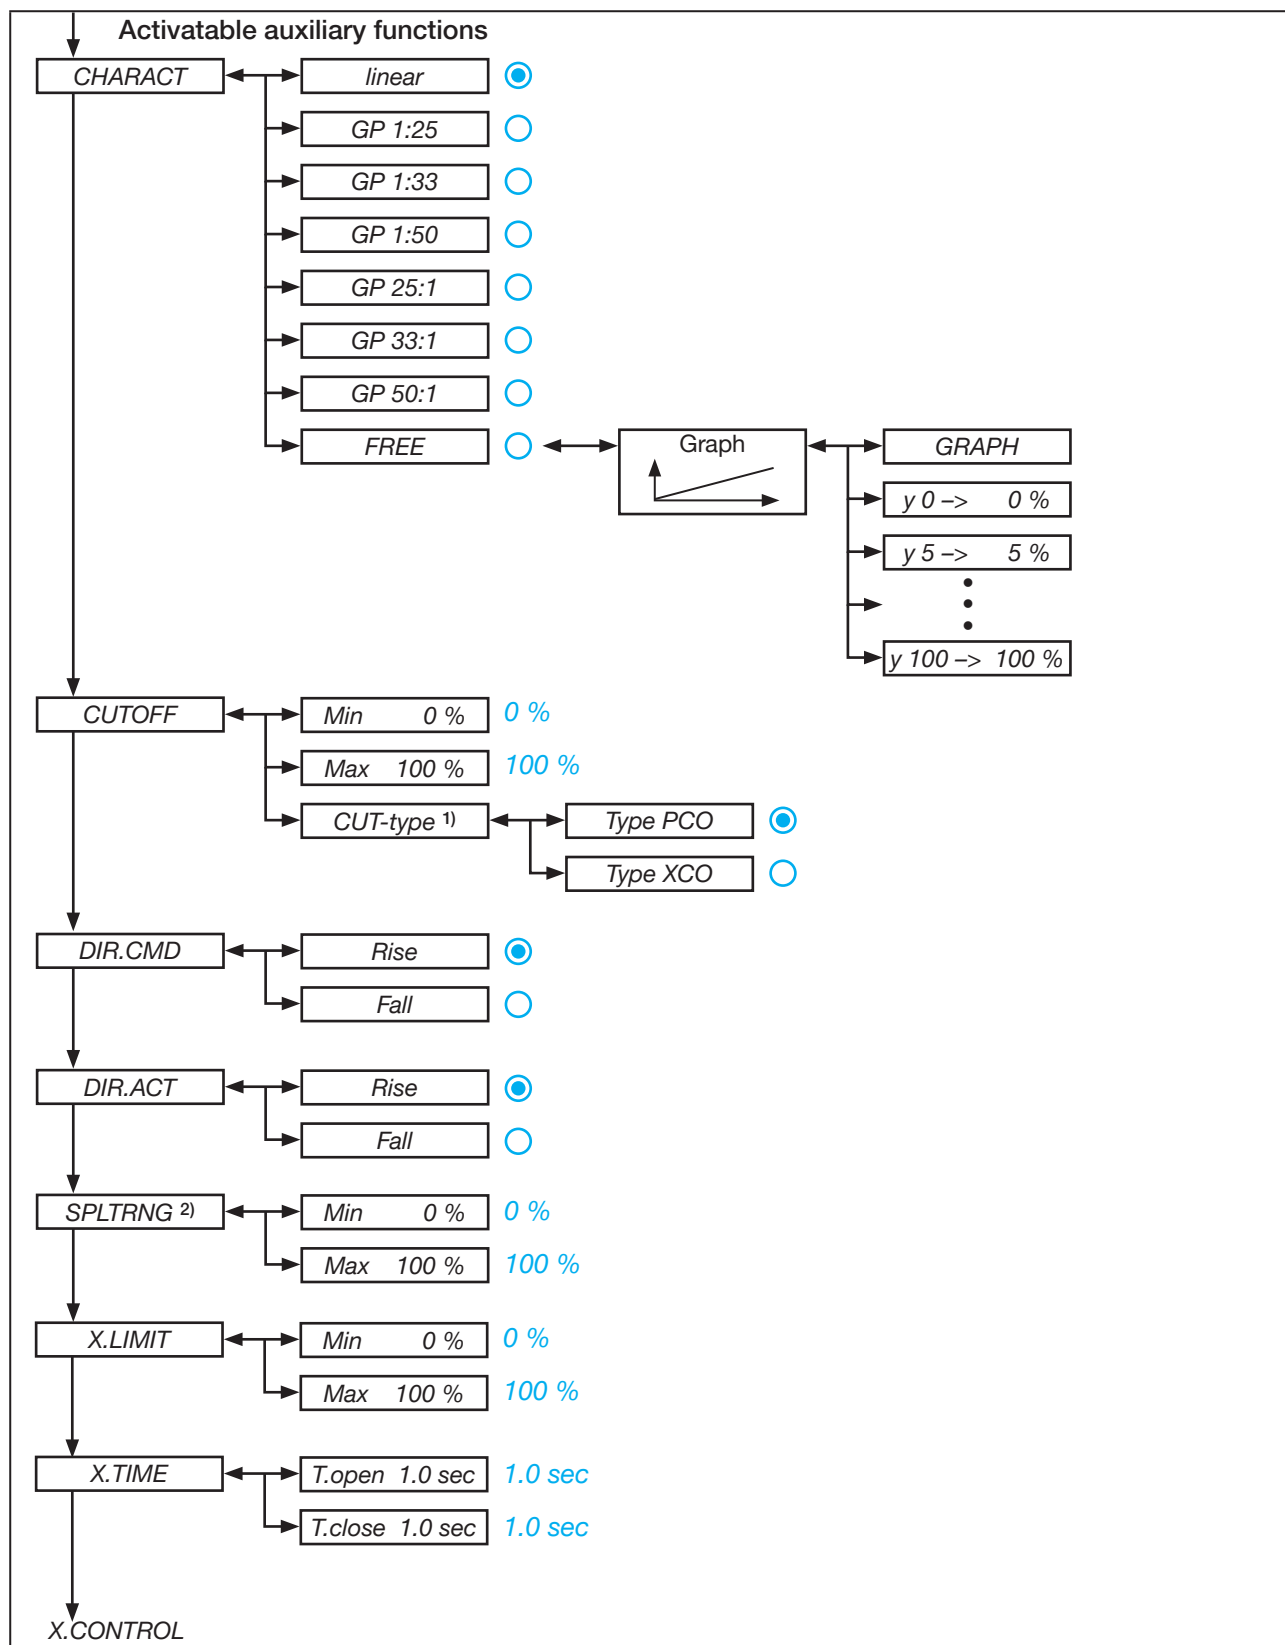 Activatable auxiliary functions
CHARACT
linear
GP 1:25
GP 1:33
GP 1:50
GP 25:1
GP 33:1
GP 50:1
FREE
Graph
GRAPH
y 0 –> 0 %
y 5 –> 5 %
y 100 –> 100 %
CUTOFF
Min 0 % 0 %
Max 100 % 100 %
CUT-type 1)
Type PCO
Type XCO
DIR.CMD
Rise
Fall
DIR.ACT
Rise
Fall
SPLTRNG 2)
Min 0 % 0 %
Max 100 % 100 %
X.LIMIT
Min 0 % 0 %
Max 100 % 100 %
X.TIME
T.open 1.0 sec 1.0 sec
T.close 1.0 sec 1.0 sec
X.CONTROL